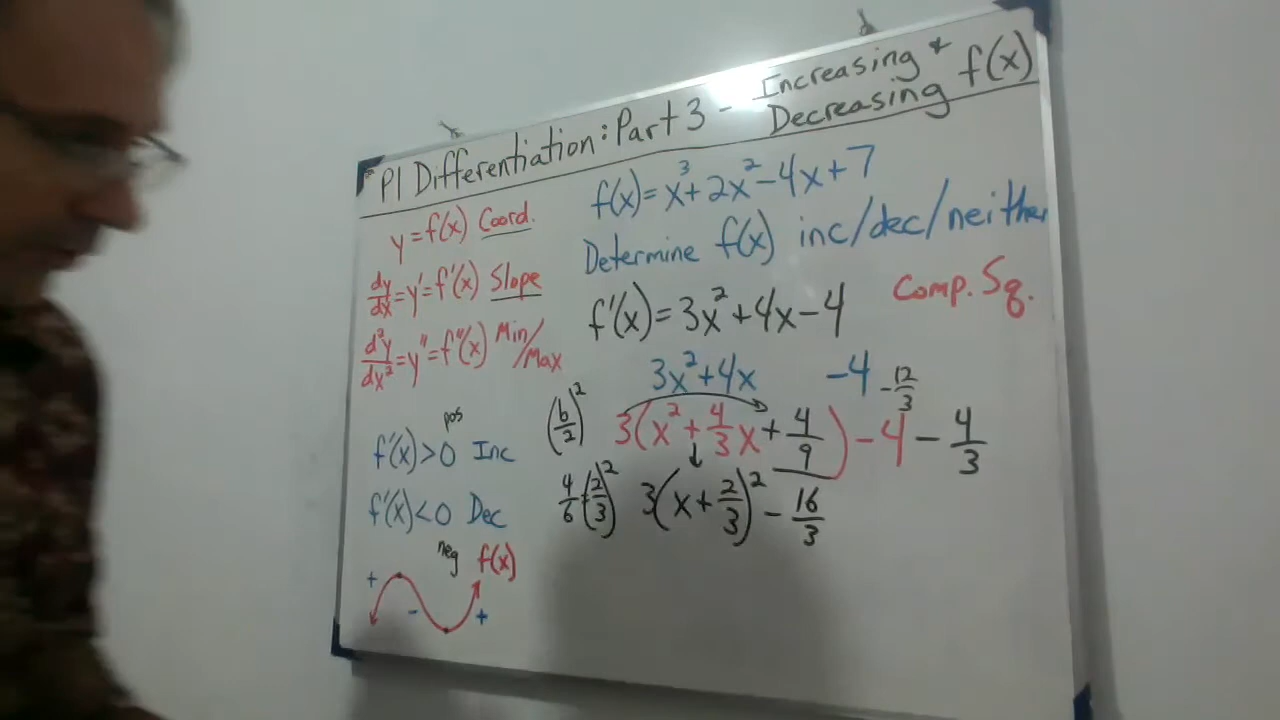 P1 Differentiation: Part 3 - Increasing + Decreasing f(x)
y = f(x) Coord.
dy/dx = y' = f'(x) Slope
d²y/dx² = y'' = f''(x) Min/Max
pos
f'(x) > 0 Inc
f'(x) < 0 Dec
neg f(x)
+ - +
f(x) = x³ + 2x² - 4x + 7
Determine f(x) inc/dec/neither
f'(x) = 3x² + 4x - 4 Comp. Sq.
3x² + 4x - 4 - 12/3
(b/2)² 3(x² + 4/3 x + 4/9) - 4 - 4/3
4/6 = (2/3)² 3(x + 2/3)² - 16/3